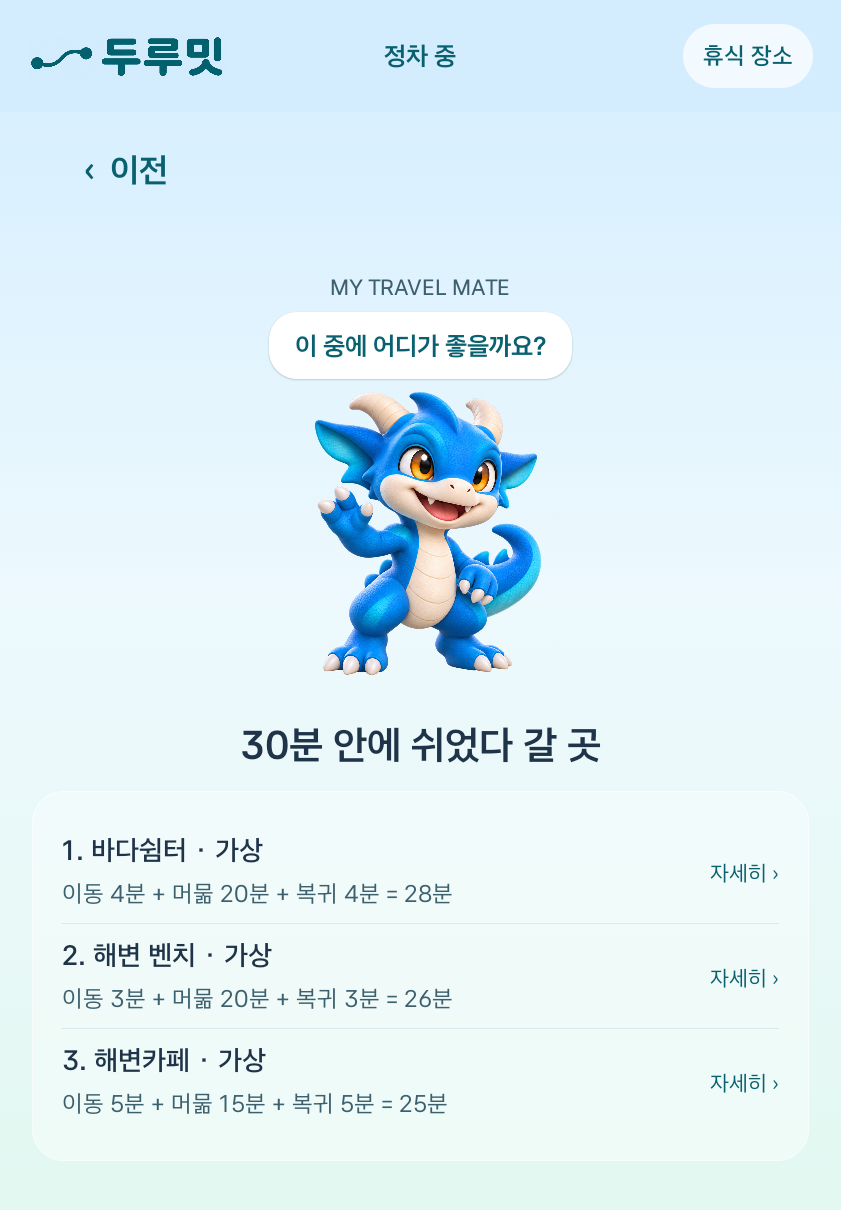 두루밋
정차 중
휴식 장소
‹ 이전
MY TRAVEL MATE
이 중에 어디가 좋을까요?
30분 안에 쉬었다 갈 곳
1. 바다쉼터 · 가상
이동 4분 + 머묾 20분 + 복귀 4분 = 28분
자세히 ›
2. 해변 벤치 · 가상
이동 3분 + 머묾 20분 + 복귀 3분 = 26분
자세히 ›
3. 해변카페 · 가상
이동 5분 + 머묾 15분 + 복귀 5분 = 25분
자세히 ›